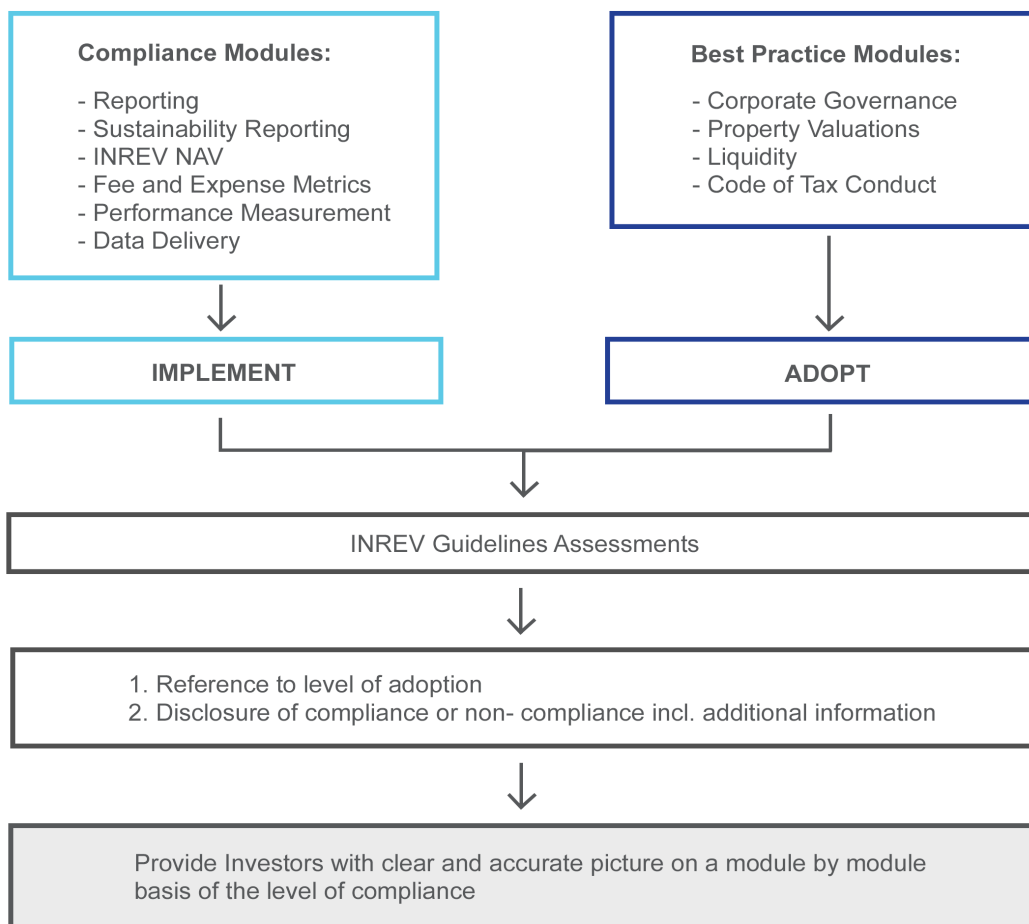 Compliance Modules:
- Reporting
- Sustainability Reporting
- INREV NAV
- Fee and Expense Metrics
- Performance Measurement
- Data Delivery
Best Practice Modules:
- Corporate Governance
- Property Valuations
- Liquidity
- Code of Tax Conduct
IMPLEMENT
ADOPT
INREV Guidelines Assessments
1. Reference to level of adoption
2. Disclosure of compliance or non- compliance incl. additional information
Provide Investors with clear and accurate picture on a module by module
basis of the level of compliance